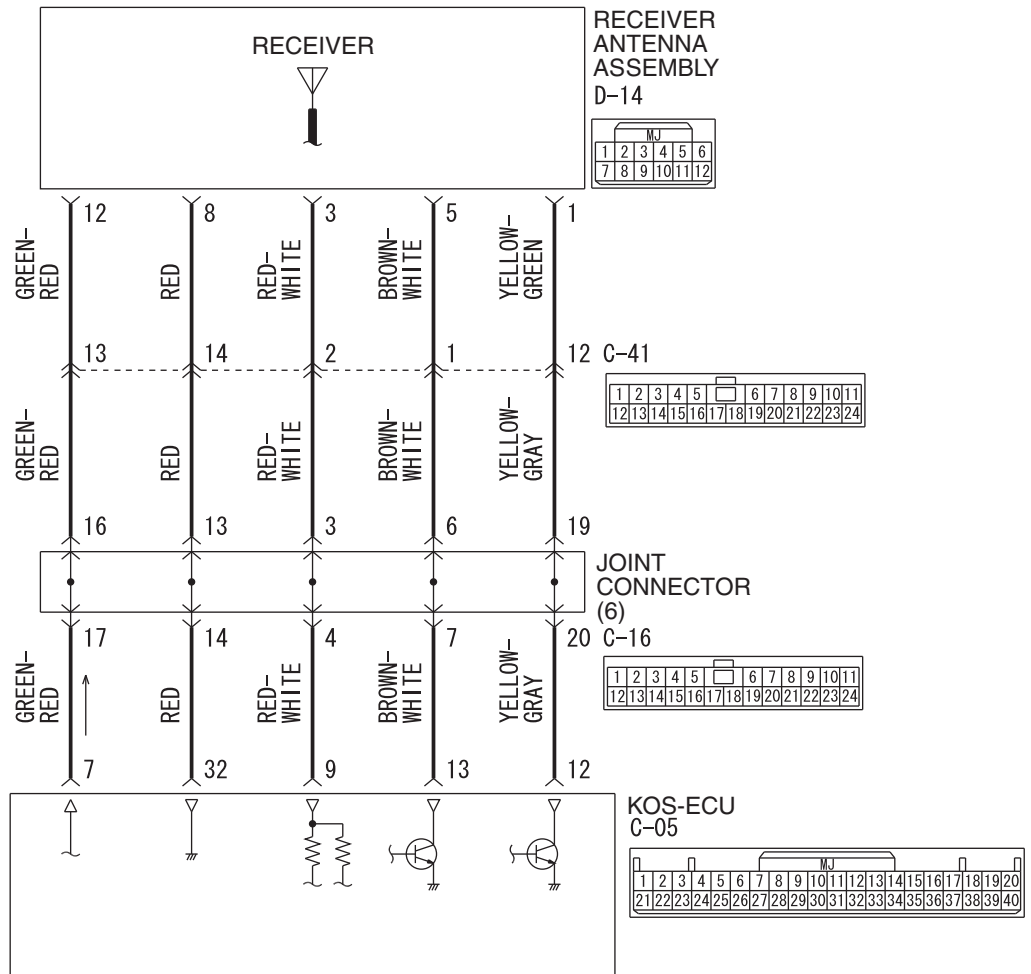 RECEIVER
RECEIVER
ANTENNA
ASSEMBLY
D-14
MJ
1 2 3 4 5 6
7 8 9 10 11 12
12 8 3 5 1
GREEN-
RED
RED
RED-
WHITE
BROWN-
WHITE
YELLOW-
GREEN
13 14 2 1 12 C-41
1 2 3 4 5 6 7 8 9 10 11
12 13 14 15 16 17 18 19 20 21 22 23 24
GREEN-
RED
RED
RED-
WHITE
BROWN-
WHITE
YELLOW-
GRAY
16 13 3 6 19
JOINT
CONNECTOR
(6)
17 14 4 7 20 C-16
1 2 3 4 5 6 7 8 9 10 11
12 13 14 15 16 17 18 19 20 21 22 23 24
GREEN-
RED
RED
RED-
WHITE
BROWN-
WHITE
YELLOW-
GRAY
7 32 9 13 12
KOS-ECU
C-05
MJ
1 2 3 4 5 6 7 8 9 10 11 12 13 14 15 16 17 18 19 20
21 22 23 24 25 26 27 28 29 30 31 32 33 34 35 36 37 38 39 40